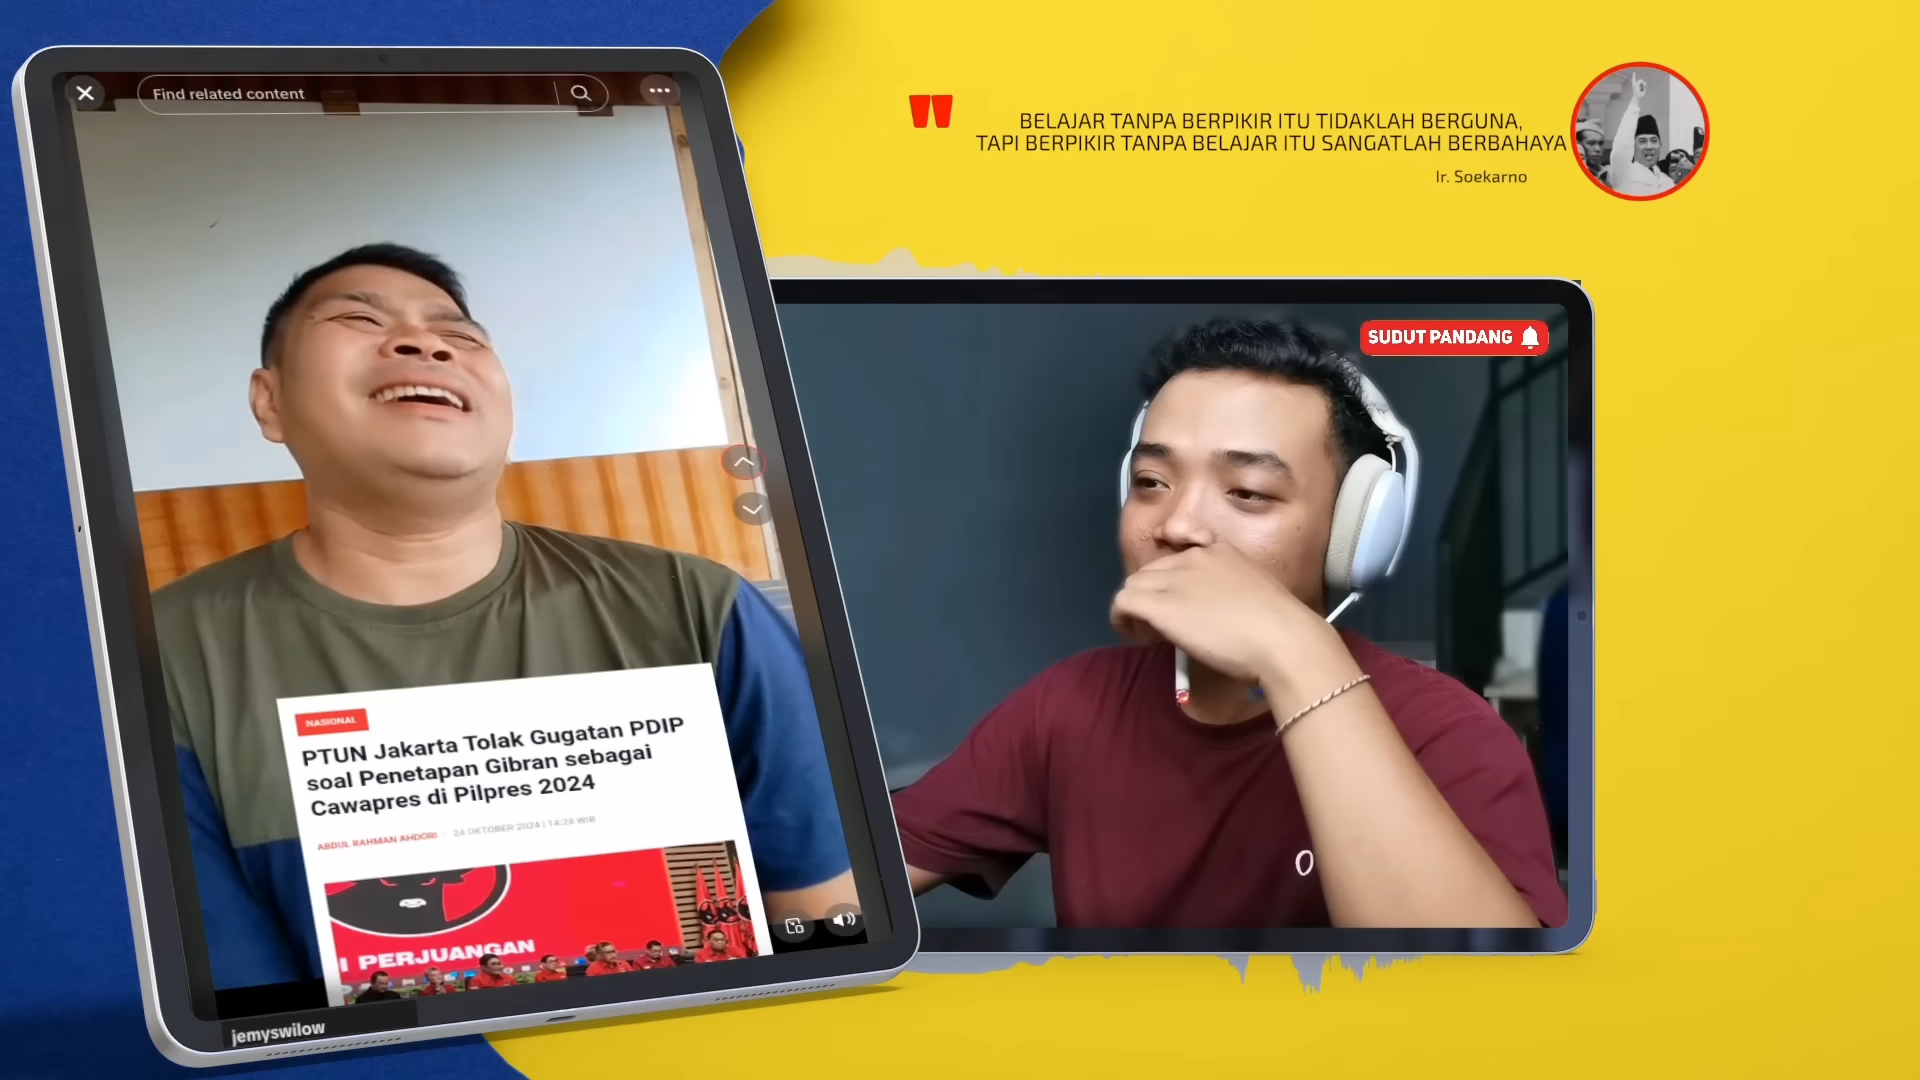 Find related content
BELAJAR TANPA BERPIKIR ITU TIDAKLAH BERGUNA,
TAPI BERPIKIR TANPA BELAJAR ITU SANGATLAH BERBAHAYA
Ir. Soekarno
SUDUT PANDANG
NASIONAL
PTUN Jakarta Tolak Gugatan PDIP
soal Penetapan Gibran sebagai
Cawapres di Pilpres 2024
ABDUL RAHMAN AHDORI - 24 OKTOBER 2024 | 14:28 WIB
I PERJUANGAN
O
jemyswilow